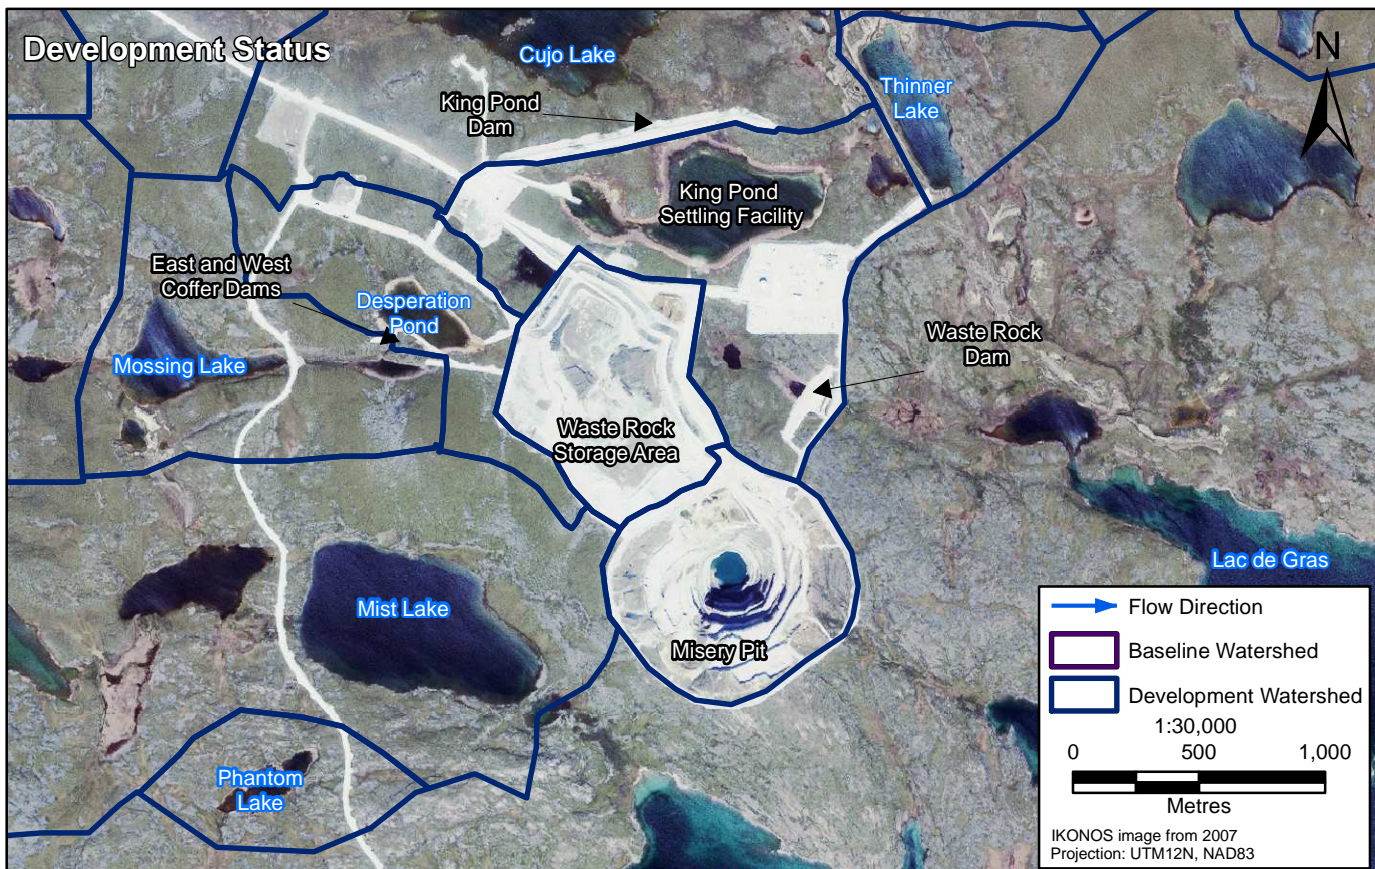 Development Status
Cujo Lake
N
King Pond
Dam
Thinner
Lake
King Pond
Settling Facility
East and West
Coffer Dams
Desperation
Pond
Mossing Lake
Waste Rock
Dam
Waste Rock
Storage Area
Lac de Gras
Mist Lake
Misery Pit
Phantom
Lake
Flow Direction
Baseline Watershed
Development Watershed
1:30,000
0 500 1,000
Metres
IKONOS image from 2007
Projection: UTM12N, NAD83